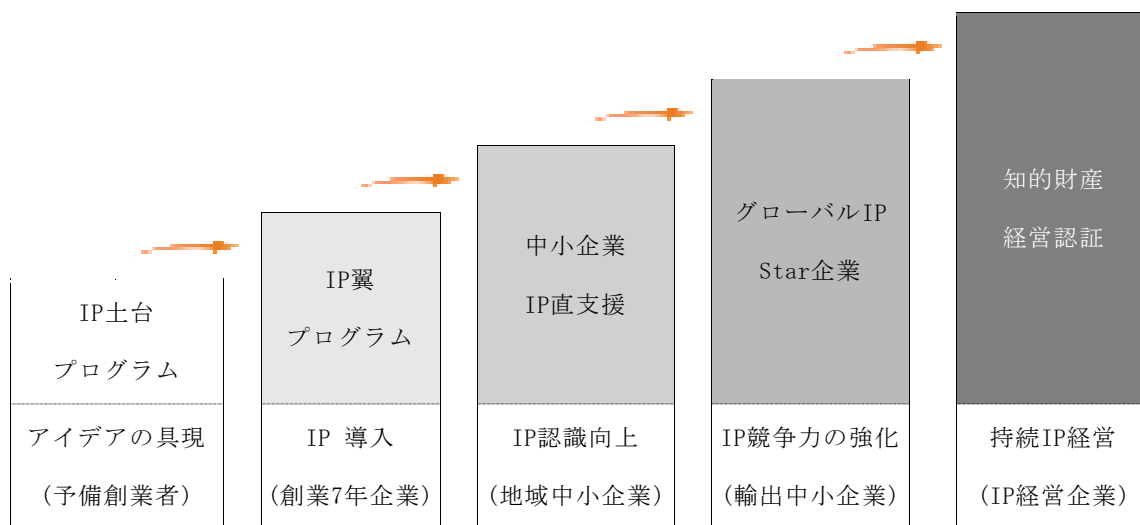 IP土台
プログラム
アイデアの具現
(予備創業者)
IP翼
プログラム
IP 導入
(創業7年企業)
中小企業
IP直支援
IP認識向上
(地域中小企業)
グローバルIP
Star企業
IP競争力の強化
(輸出中小企業)
知的財産
経営認証
持続IP経営
(IP経営企業)